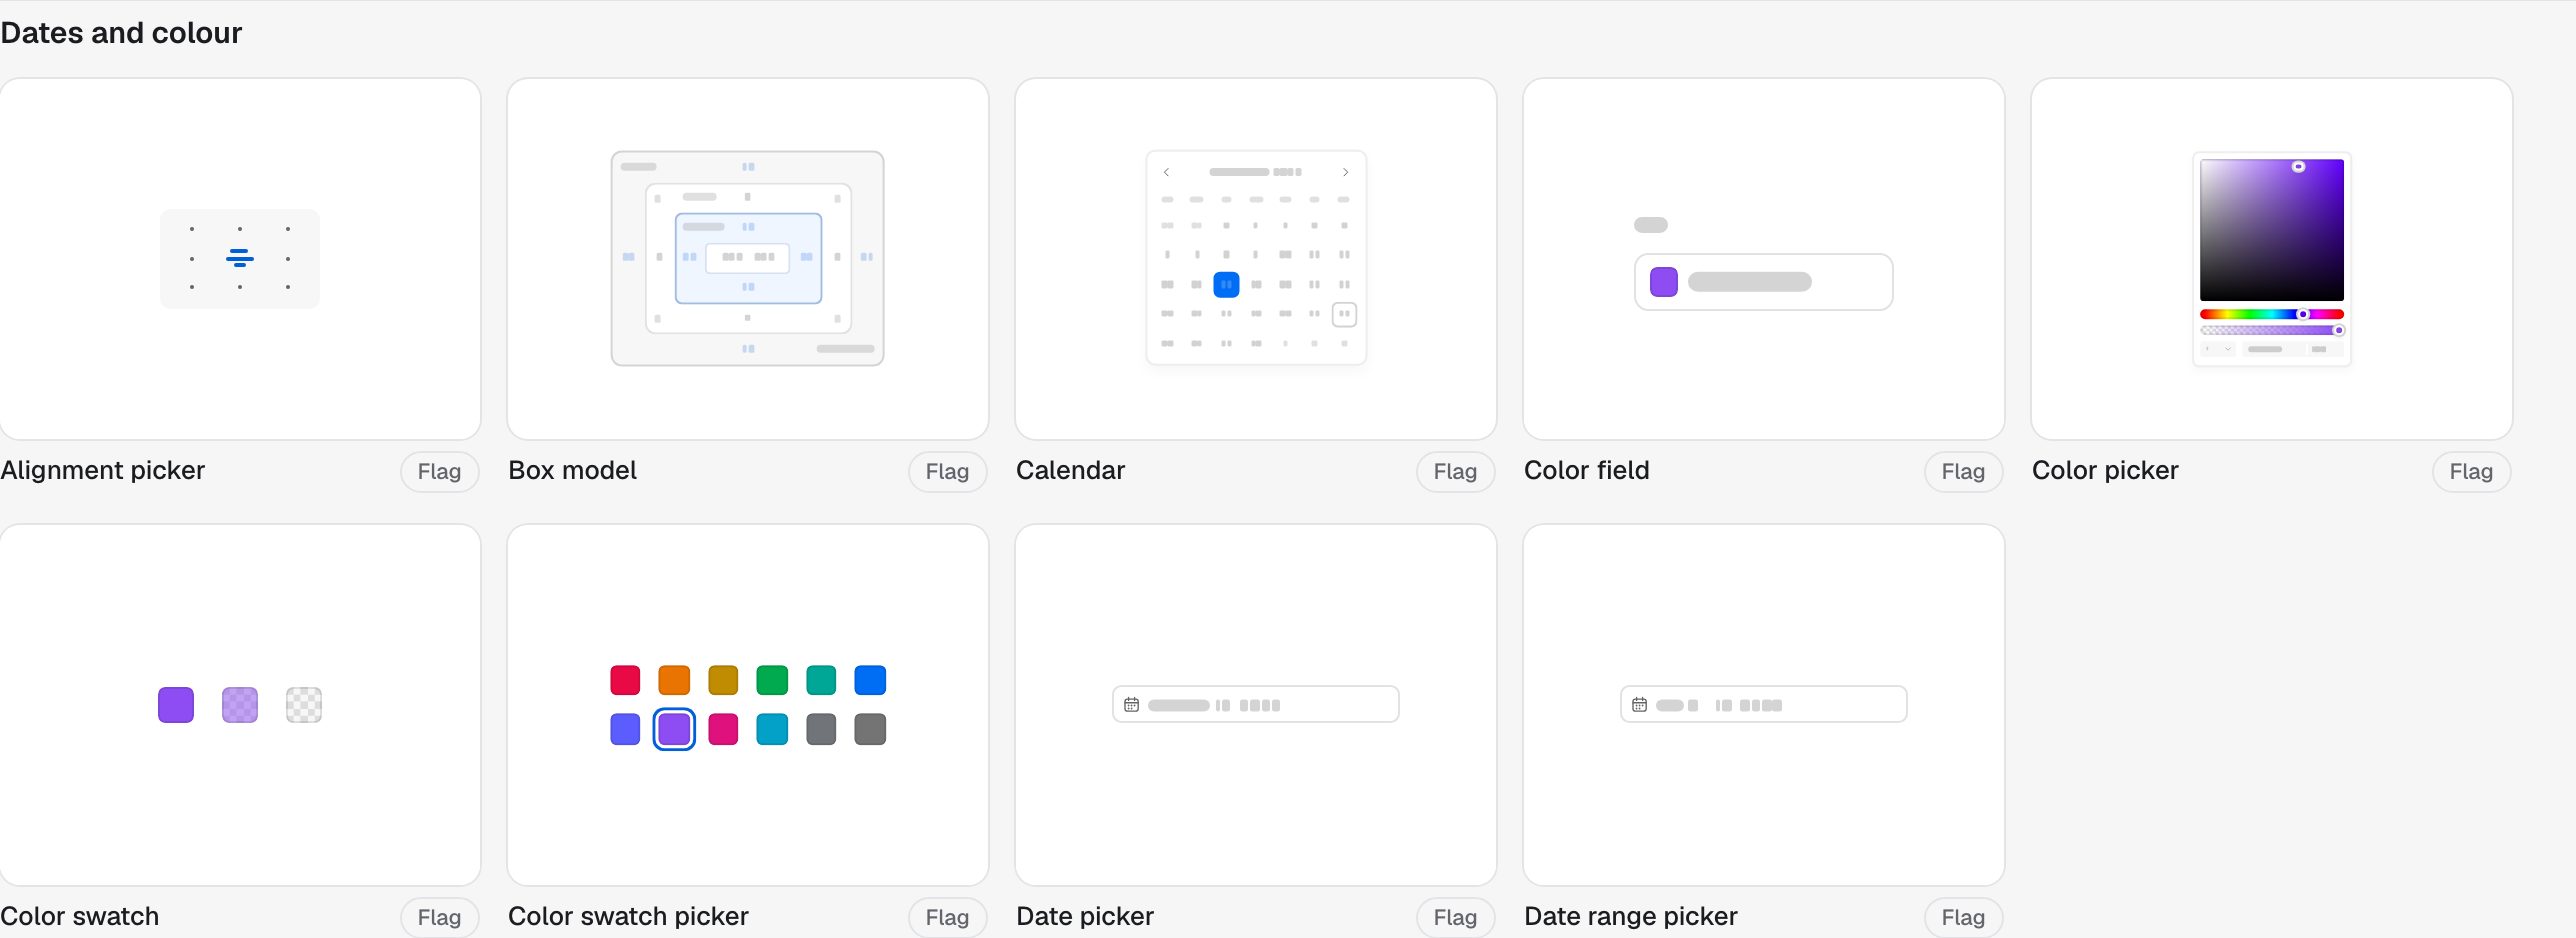 Dates and colour
Alignment picker
Flag
Box model
Flag
Calendar
Flag
Color field
Flag
Color picker
Flag
Color swatch
Flag
Color swatch picker
Flag
Date picker
Flag
Date range picker
Flag